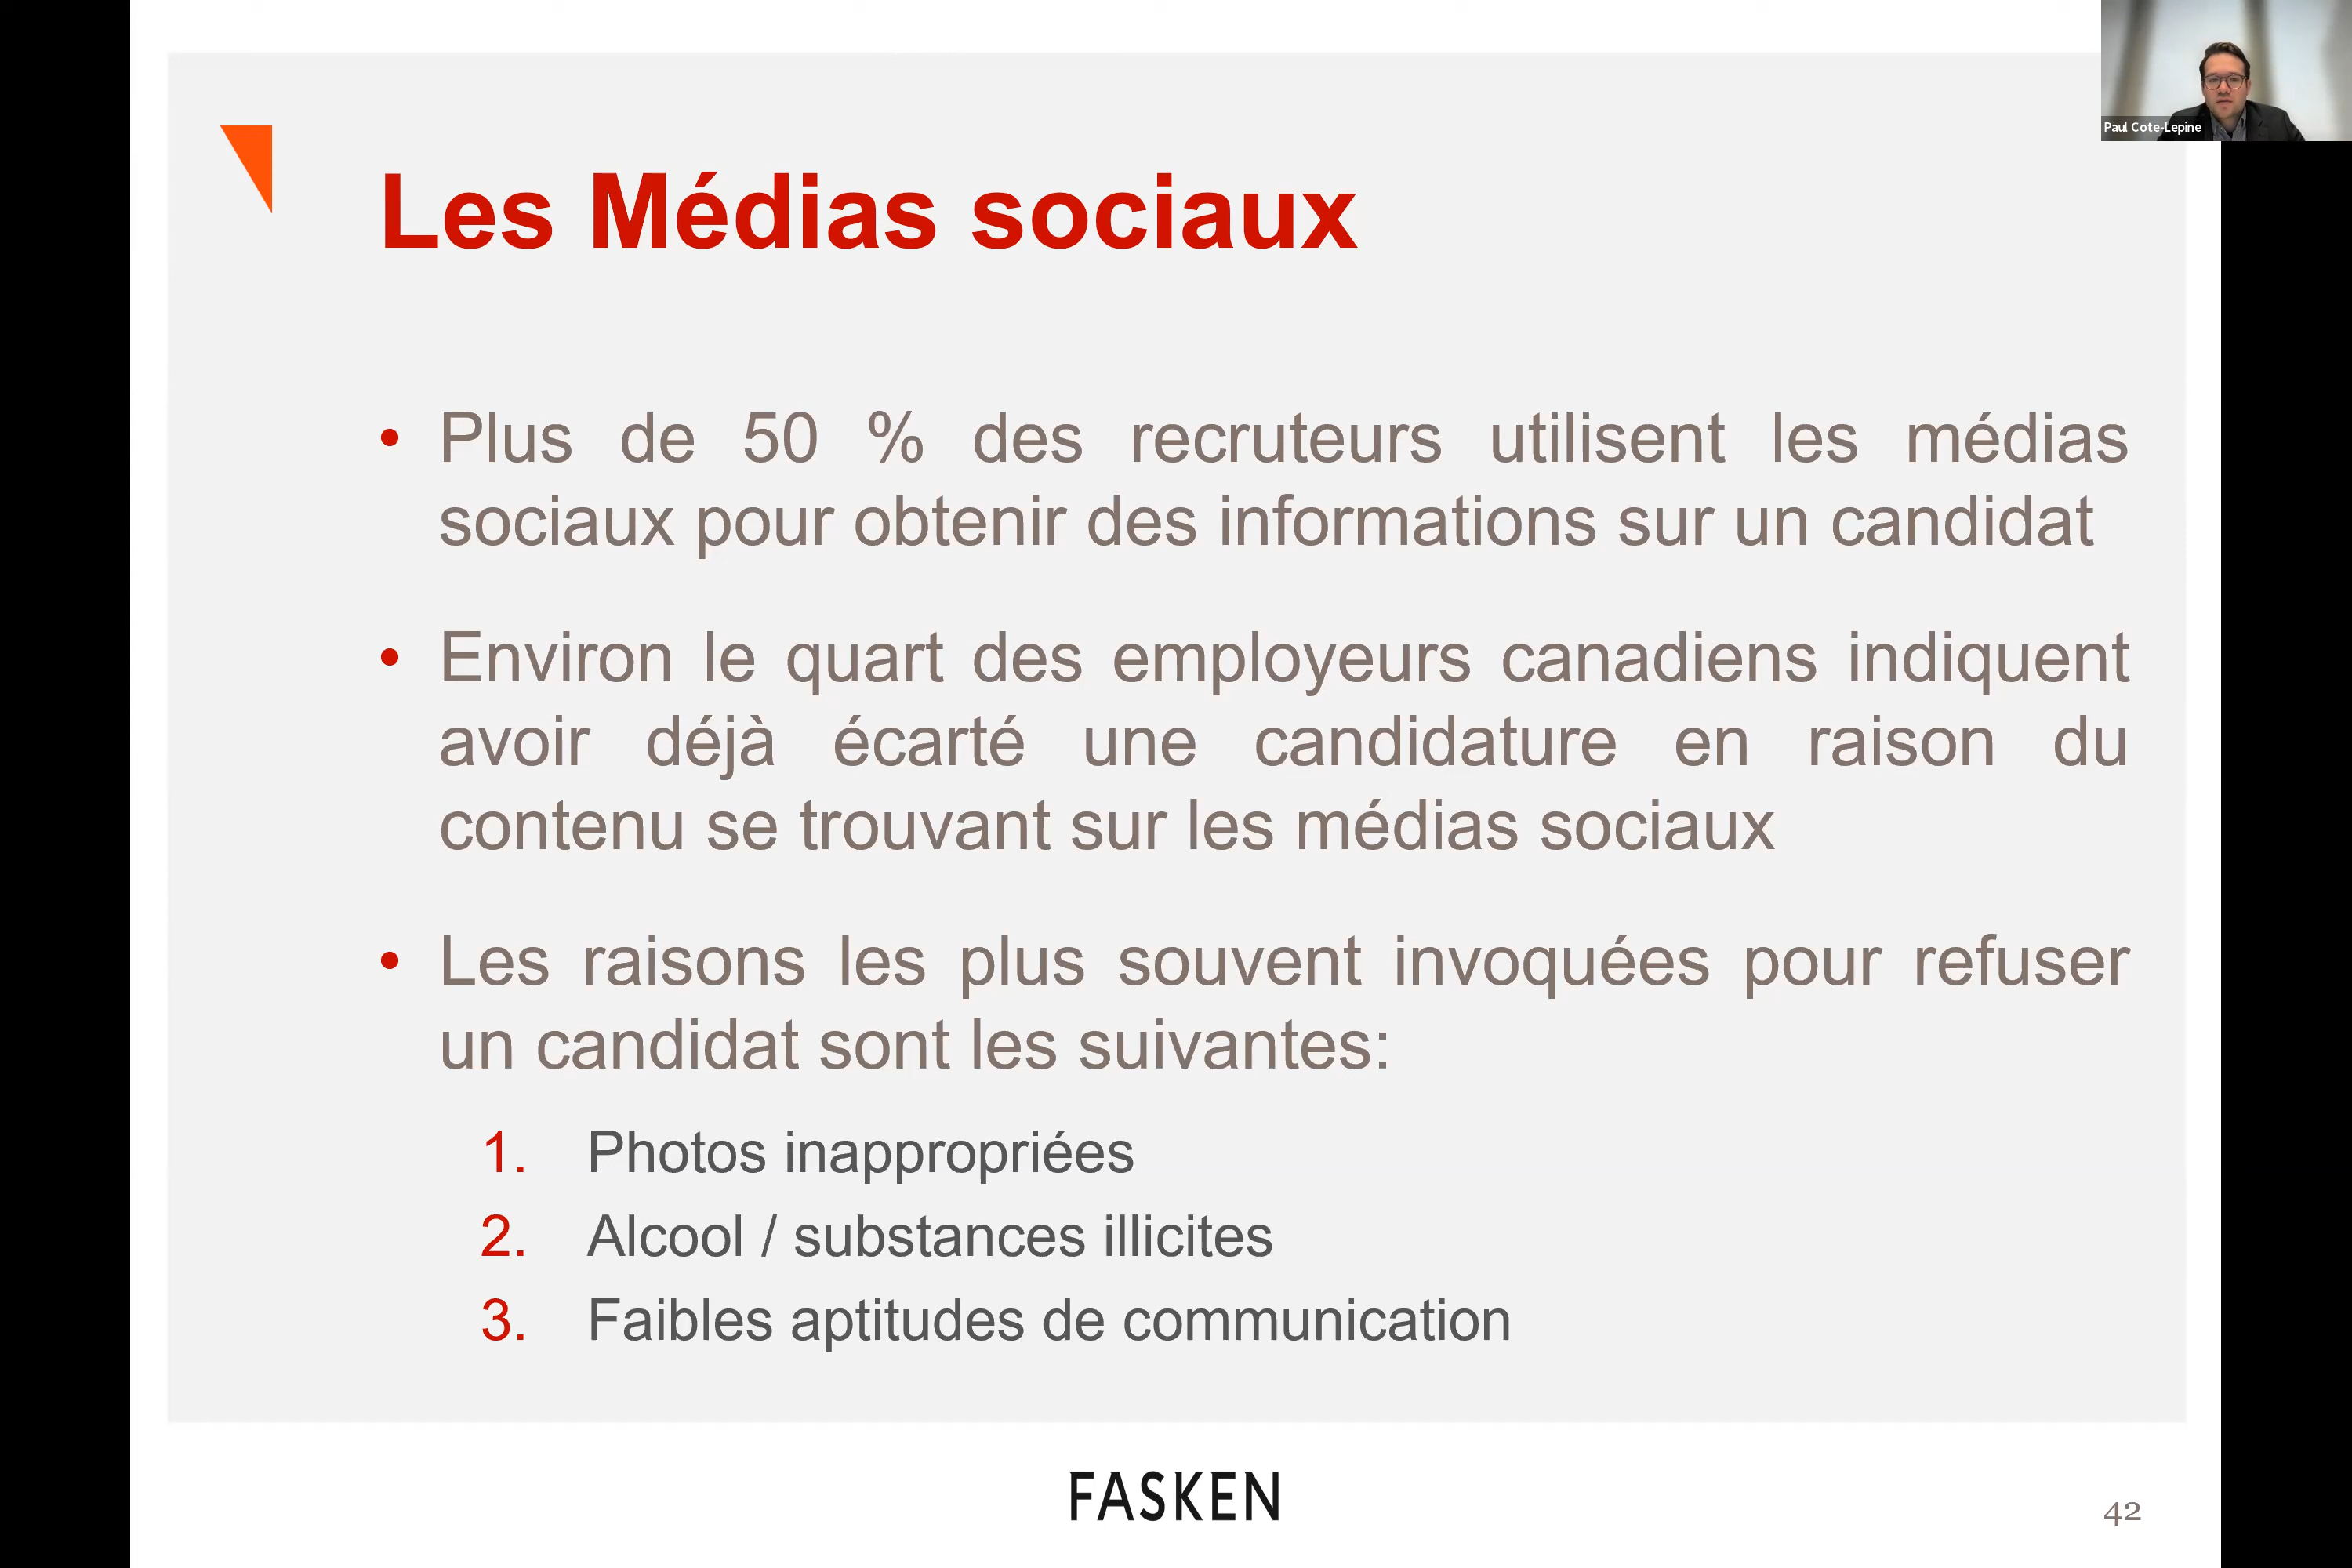 Paul Cote-Lepine
Les Médias sociaux
• Plus de 50 % des recruteurs utilisent les médias
sociaux pour obtenir des informations sur un candidat
• Environ le quart des employeurs canadiens indiquent
avoir déjà écarté une candidature en raison du
contenu se trouvant sur les médias sociaux
• Les raisons les plus souvent invoquées pour refuser
un candidat sont les suivantes:
1. Photos inappropriées
2. Alcool / substances illicites
3. Faibles aptitudes de communication
FASKEN
42